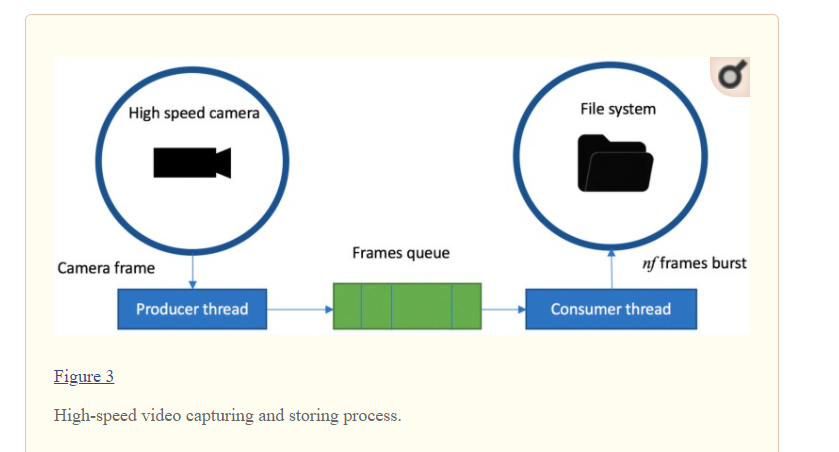 High speed camera
File system
Camera frame
Frames queue
nf frames burst
Producer thread
Consumer thread
Figure 3
High-speed video capturing and storing process.